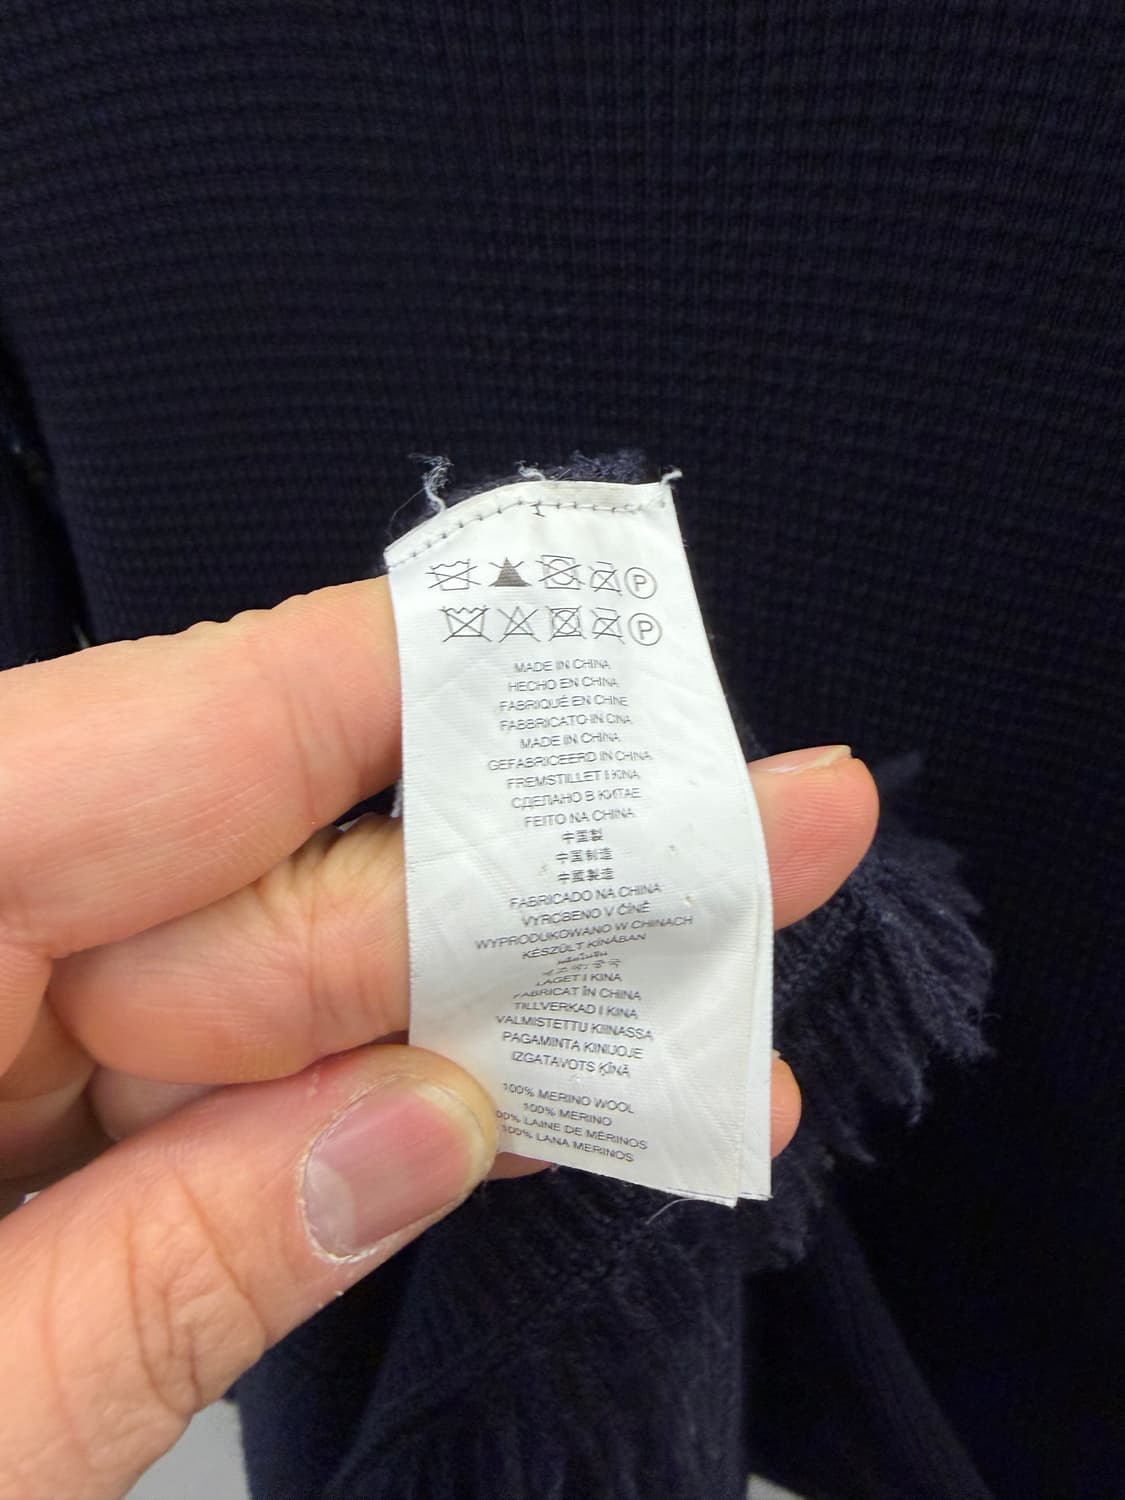 P
P
MADE IN CHINA
HECHO EN CHINA
FABRIQUÉ EN CHINE
FABBRICATO IN CINA
MADE IN CHINA
GEFABRICEERD IN CHINA
FREMSTILLET I KINA
СДЕЛАНО В КИТАЕ
FEITO NA CHINA
中国製
中国制造
中國製造
FABRICADO NA CHINA
VYROBENO V ČÍNĚ
WYPRODUKOWANO W CHINACH
KÉSZÜLT KÍNÁBAN
LAGET I KINA
FABRICAT ÎN CHINA
TILLVERKAD I KINA
VALMISTETTU KIINASSA
PAGAMINTA KINIJOJE
IZGATAVOTS ĶĪNĀ
100% MERINO WOOL
100% MERINO
00% LAINE DE MÉRINOS
100% LANA MERINOS